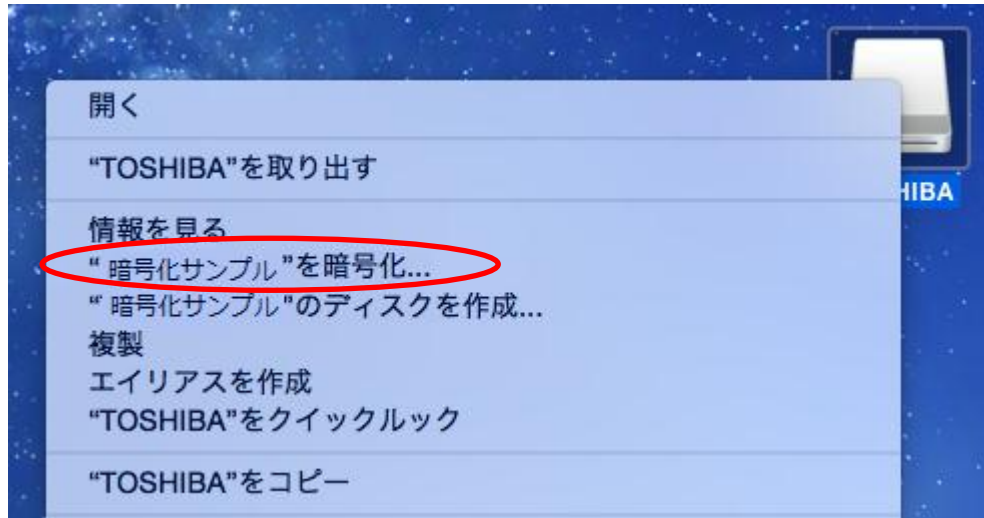 開く
“TOSHIBA”を取り出す
HIBA
情報を見る
“暗号化サンプル”を暗号化...
“暗号化サンプル”のディスクを作成...
複製
エイリアスを作成
“TOSHIBA”をクイックルック
“TOSHIBA”をコピー